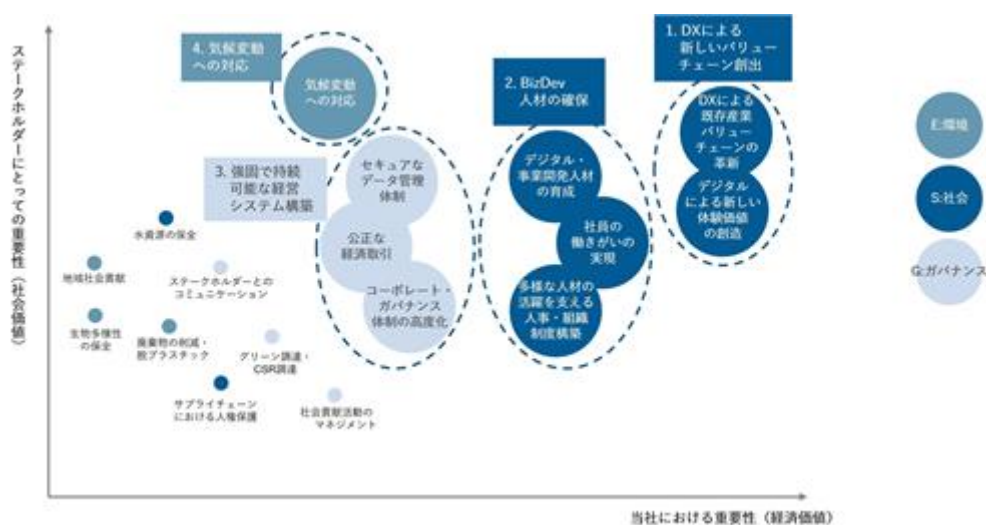 ステークホルダーにとっての重要性（社会価値）
4. 気候変動
への対応
気候変動
への対応
3. 強固で持続
可能な経営
システム構築
セキュアな
データ管理
体制
公正な
経済取引
コーポレート・
ガバナンス
体制の高度化
2. BizDev
人材の確保
デジタル・
事業開発人材
の育成
社員の
働きがいの
実現
多様な人材の
活躍を支える
人事・組織
制度構築
1. DXによる
新しいバリュー
チェーン創出
DXによる
既存産業
バリュー
チェーンの
革新
デジタル
による新しい
体験価値
の創造
水資源の保全
地域社会貢献
ステークホルダーとの
コミュニケーション
生物多様性
の保全
廃棄物の削減・
脱プラスチック
グリーン調達・
CSR調達
サプライチェーン
における人権保護
社会貢献活動の
マネジメント
E:環境
S:社会
G:ガバナンス
当社における重要性（経済価値）